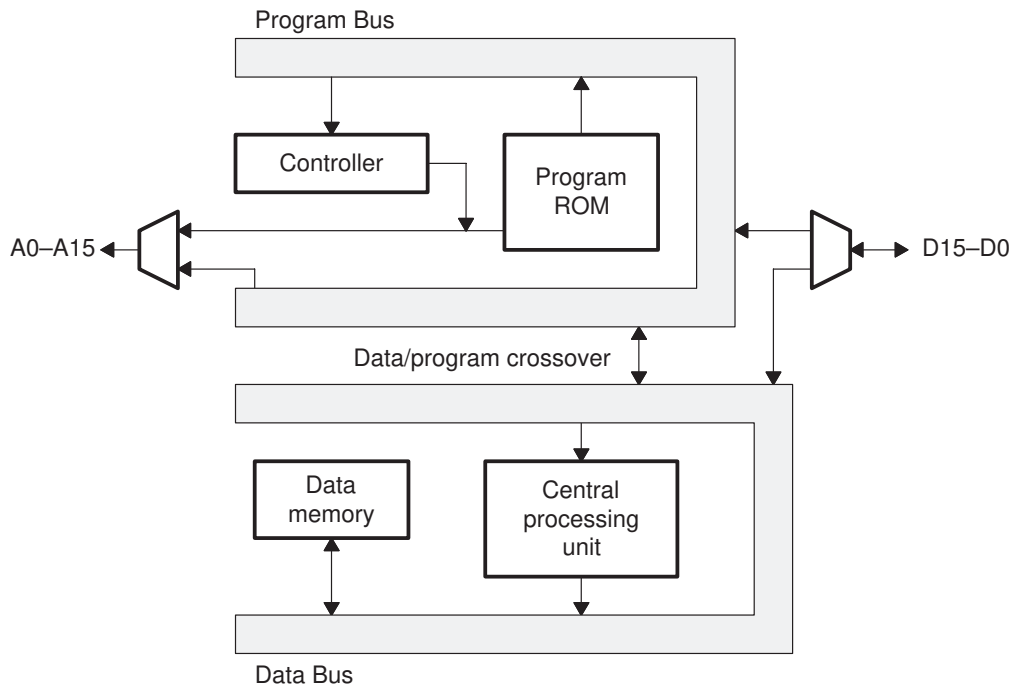 Program Bus
Controller
Program
ROM
A0–A15
D15–D0
Data/program crossover
Data
memory
Central
processing
unit
Data Bus